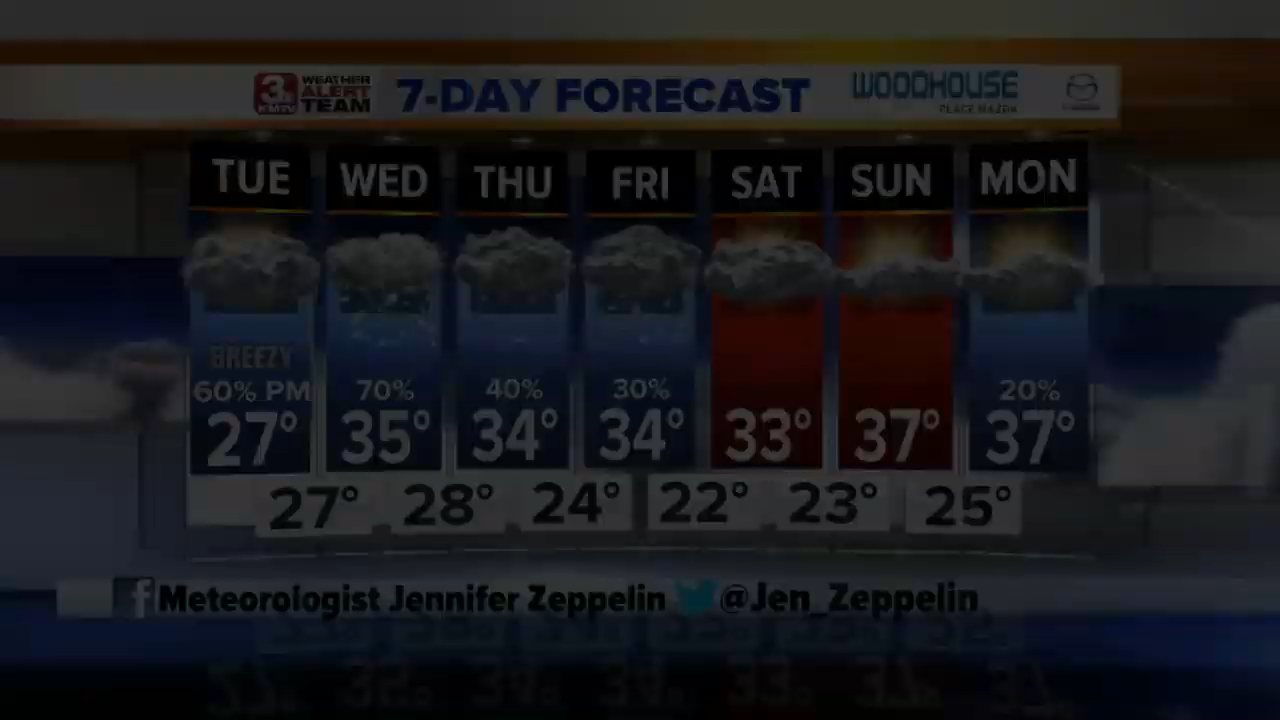 3 KMTV WEATHER ALERT TEAM 7-DAY FORECAST WOODHOUSE PLACE MAZDA
TUE WED THU FRI SAT SUN MON
BREEZY
60% PM 70% 40% 30% 20%
27° 35° 34° 34° 33° 37° 37°
27° 28° 24° 22° 23° 25°
f Meteorologist Jennifer Zeppelin @Jen_Zeppelin